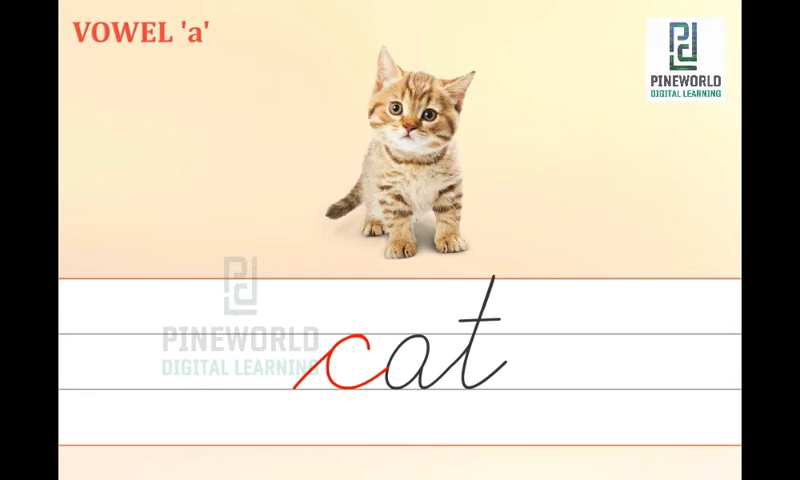 VOWEL 'a'
PINEWORLD
DIGITAL LEARNING
PINEWORLD
DIGITAL LEARNING
cat